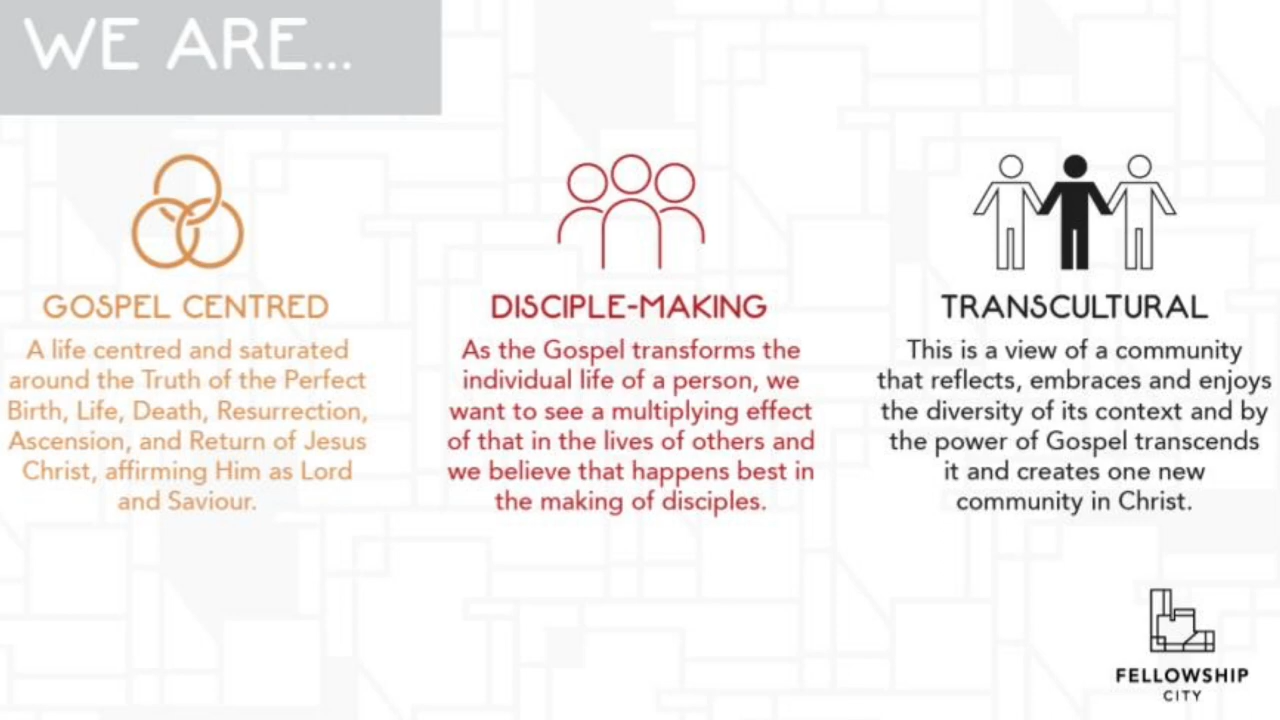 WE ARE...
GOSPEL CENTRED
A life centred and saturated
around the Truth of the Perfect
Birth, Life, Death, Resurrection,
Ascension, and Return of Jesus
Christ, affirming Him as Lord
and Saviour.
DISCIPLE-MAKING
As the Gospel transforms the
individual life of a person, we
want to see a multiplying effect
of that in the lives of others and
we believe that happens best in
the making of disciples.
TRANSCULTURAL
This is a view of a community
that reflects, embraces and enjoys
the diversity of its context and by
the power of Gospel transcends
it and creates one new
community in Christ.
FELLOWSHIP
CITY